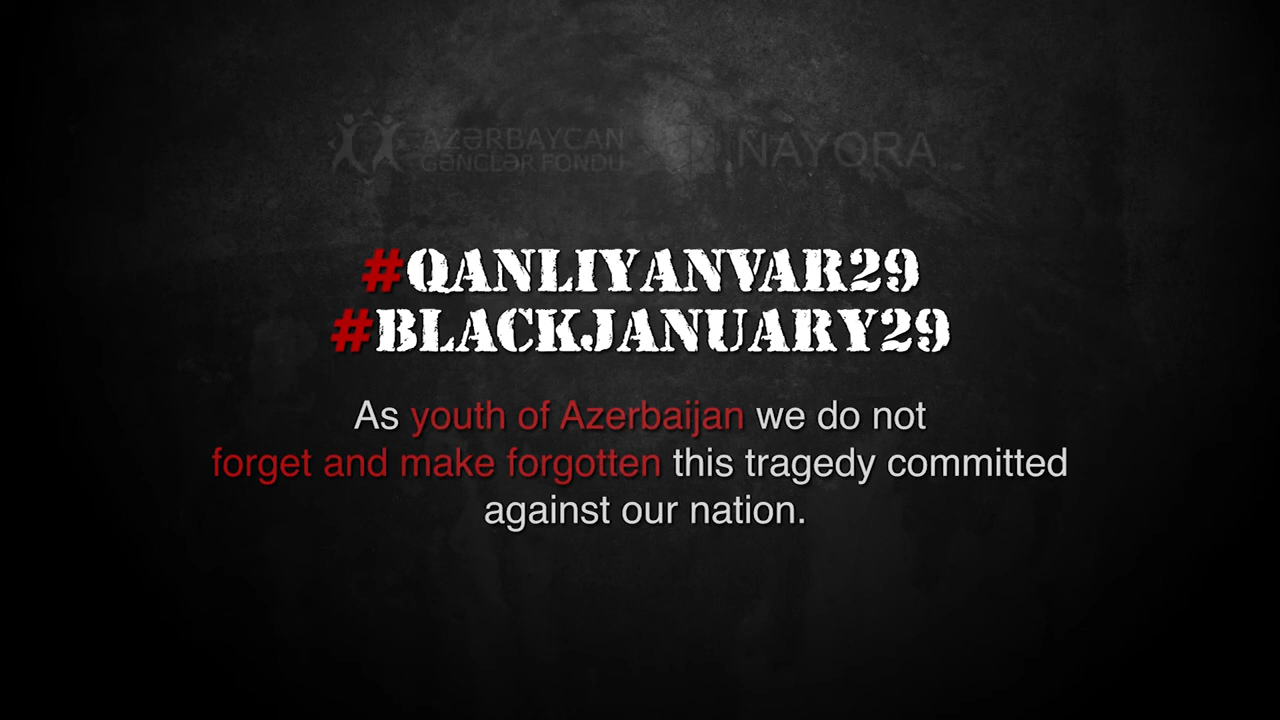 AZƏRBAYCAN
GƏNCLƏR FONDU
NAYORA
#QANLIYANVAR29
#BLACKJANUARY29
As youth of Azerbaijan we do not
forget and make forgotten this tragedy committed
against our nation.